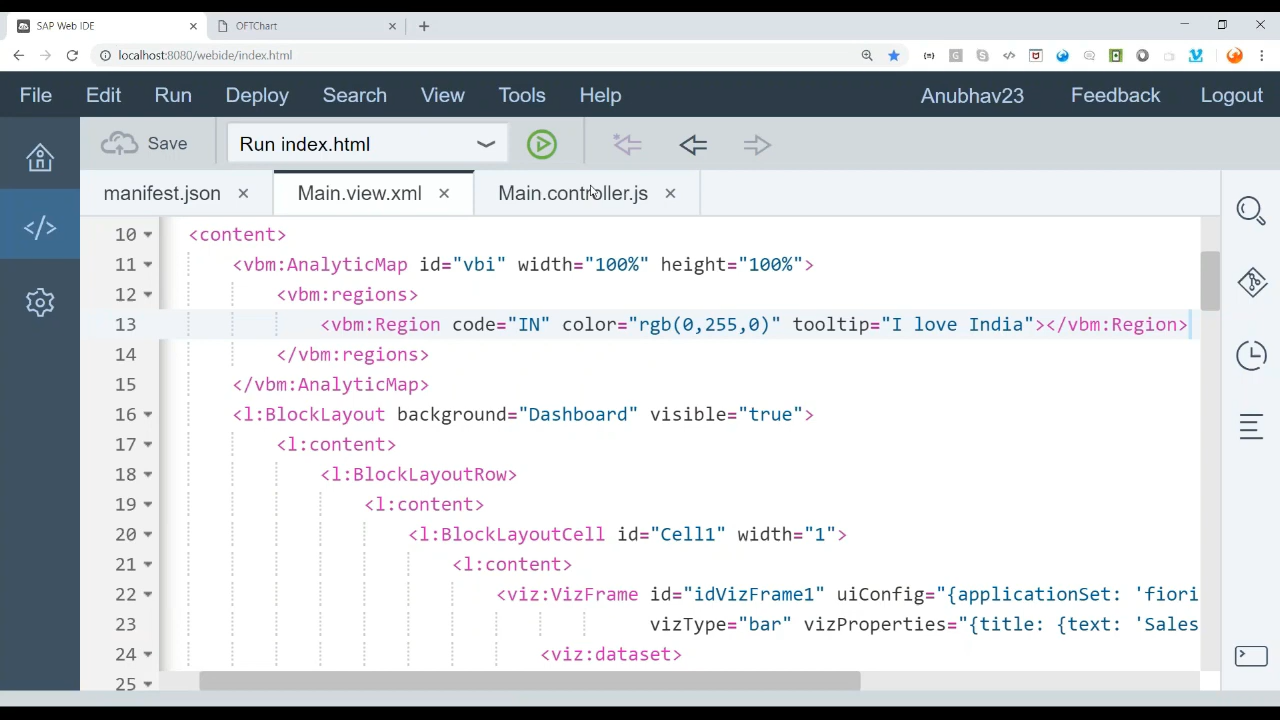 SAP Web IDE
OFTChart
localhost:8080/webide/index.html
File Edit Run Deploy Search View Tools Help Anubhav23 Feedback Logout
Save Run index.html
manifest.json Main.view.xml Main.controller.js
10 <content>
11 <vbm:AnalyticMap id="vbi" width="100%" height="100%">
12 <vbm:regions>
13 <vbm:Region code="IN" color="rgb(0,255,0)" tooltip="I love India"></vbm:Region>
14 </vbm:regions>
15 </vbm:AnalyticMap>
16 <l:BlockLayout background="Dashboard" visible="true">
17 <l:content>
18 <l:BlockLayoutRow>
19 <l:content>
20 <l:BlockLayoutCell id="Cell1" width="1">
21 <l:content>
22 <viz:VizFrame id="idVizFrame1" uiConfig="{applicationSet: 'fiori
23 vizType="bar" vizProperties="{title: {text: 'Sales
24 <viz:dataset>
25